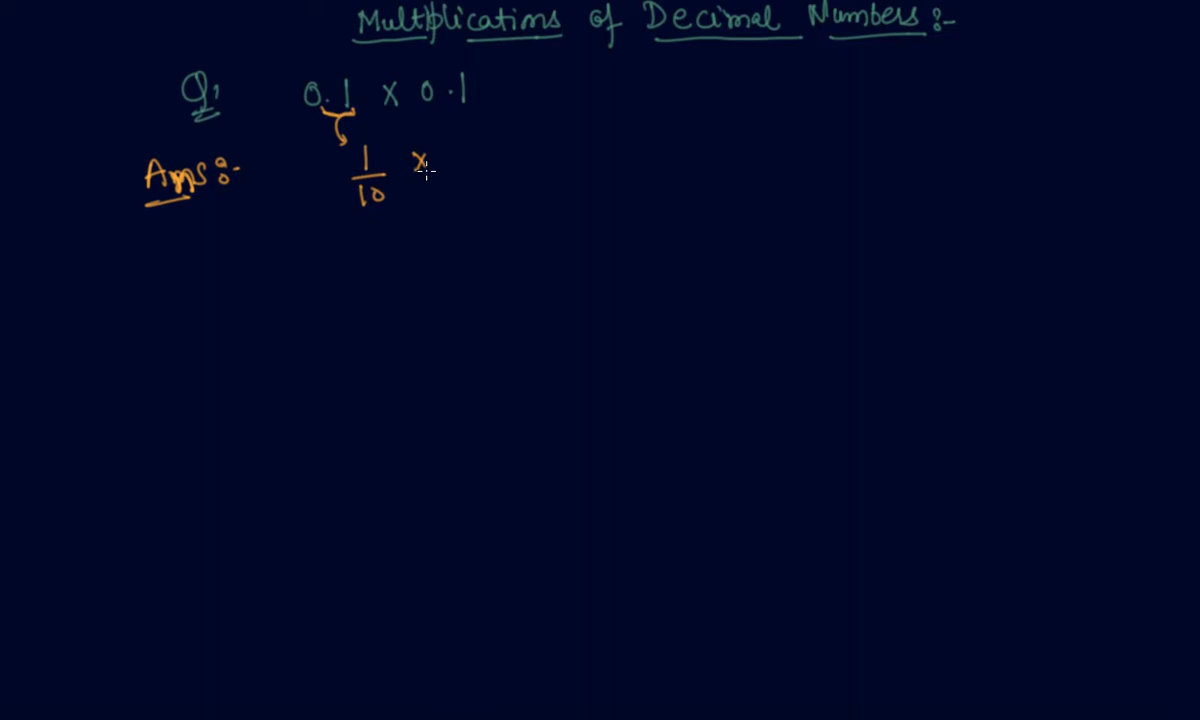 Multiplications of Decimal Numbers :-
Q1 0.1 x 0.1
Ans :- 1/10 x